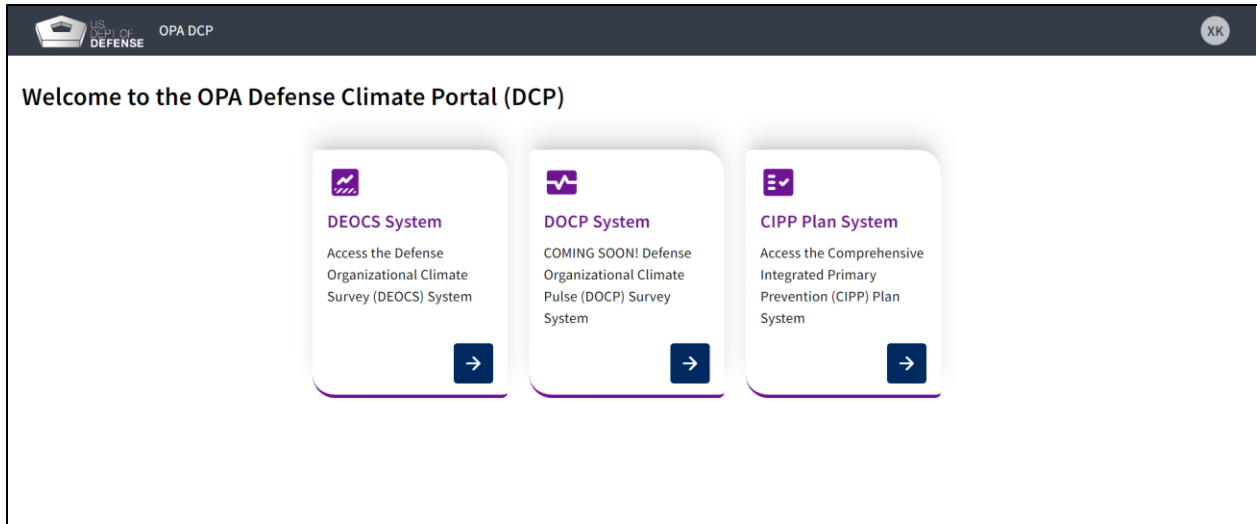 U.S.
DEPT OF
DEFENSE
OPA DCP
XK
Welcome to the OPA Defense Climate Portal (DCP)
DEOCS System
Access the Defense
Organizational Climate
Survey (DEOCS) System
DOCP System
COMING SOON! Defense
Organizational Climate
Pulse (DOCP) Survey
System
CIPP Plan System
Access the Comprehensive
Integrated Primary
Prevention (CIPP) Plan
System